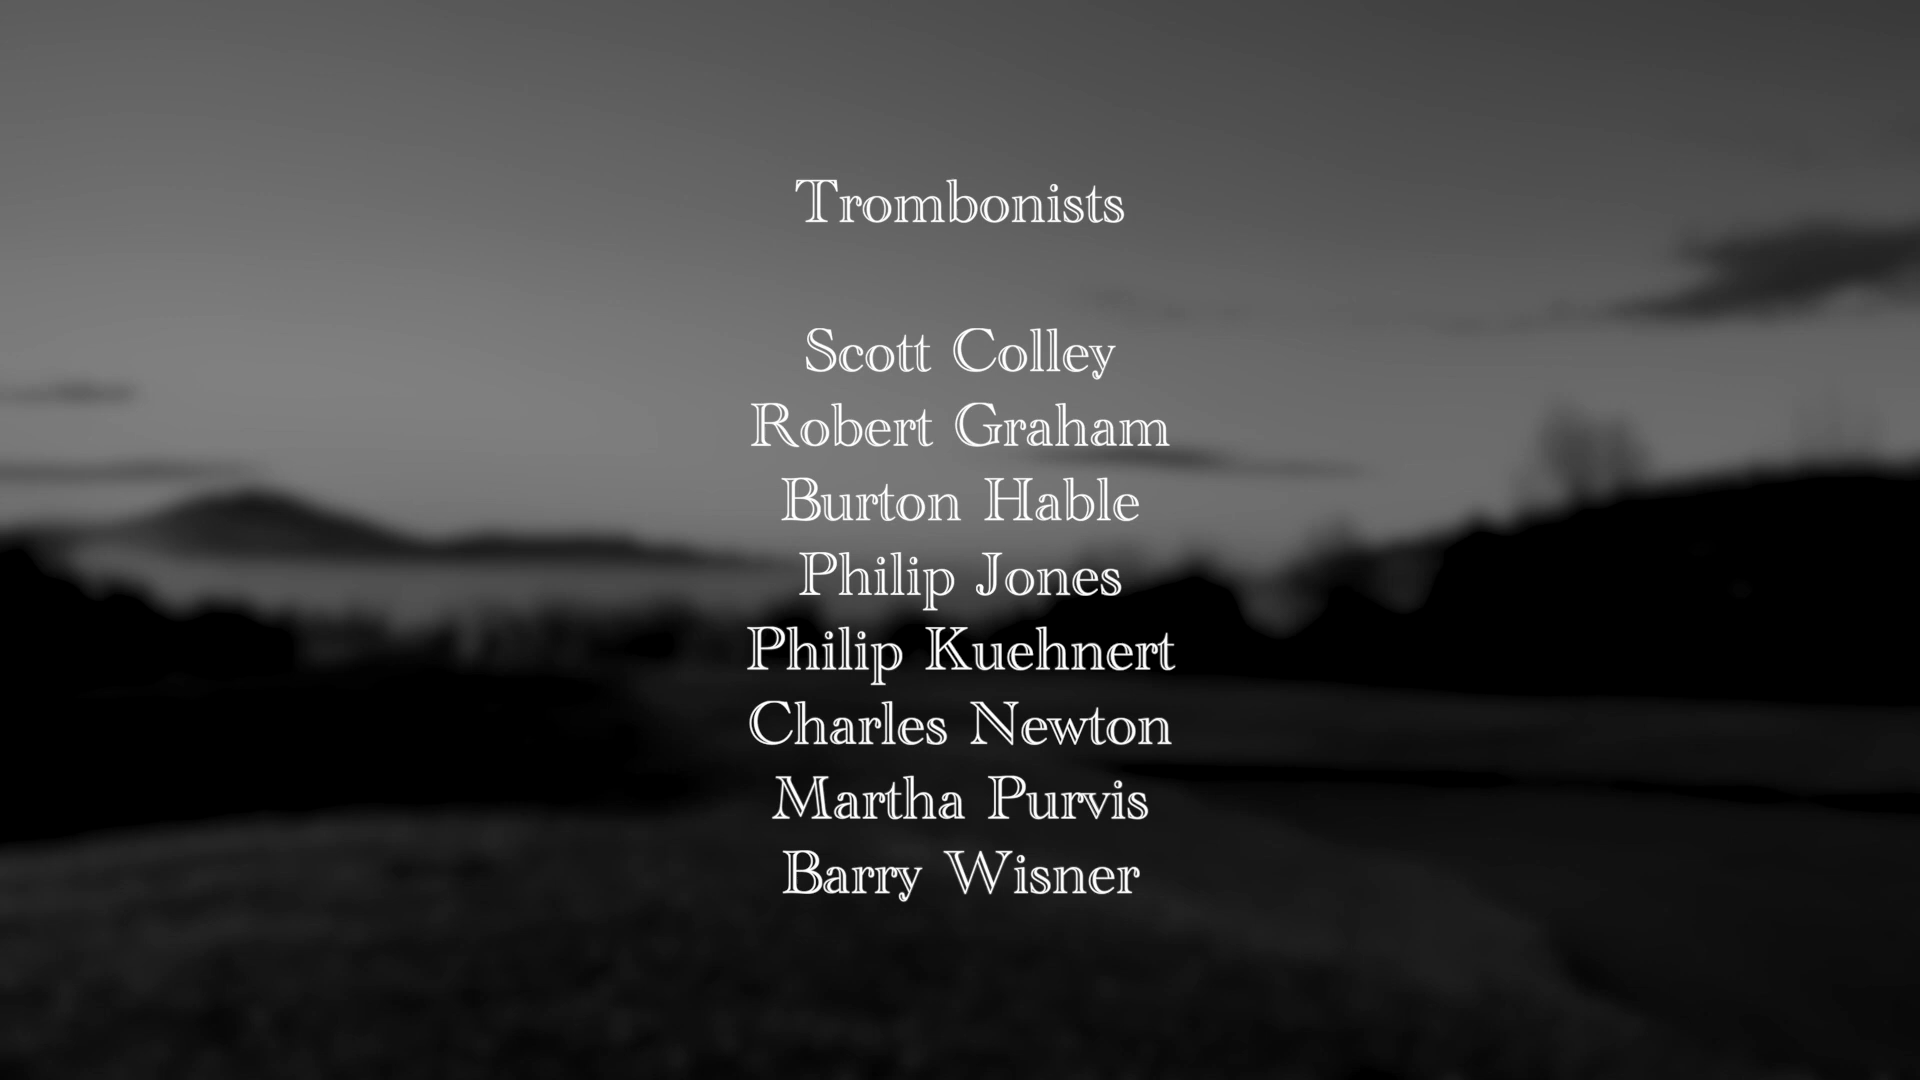 Trombonists
Scott Colley
Robert Graham
Burton Hable
Philip Jones
Philip Kuehnert
Charles Newton
Martha Purvis
Barry Wisner